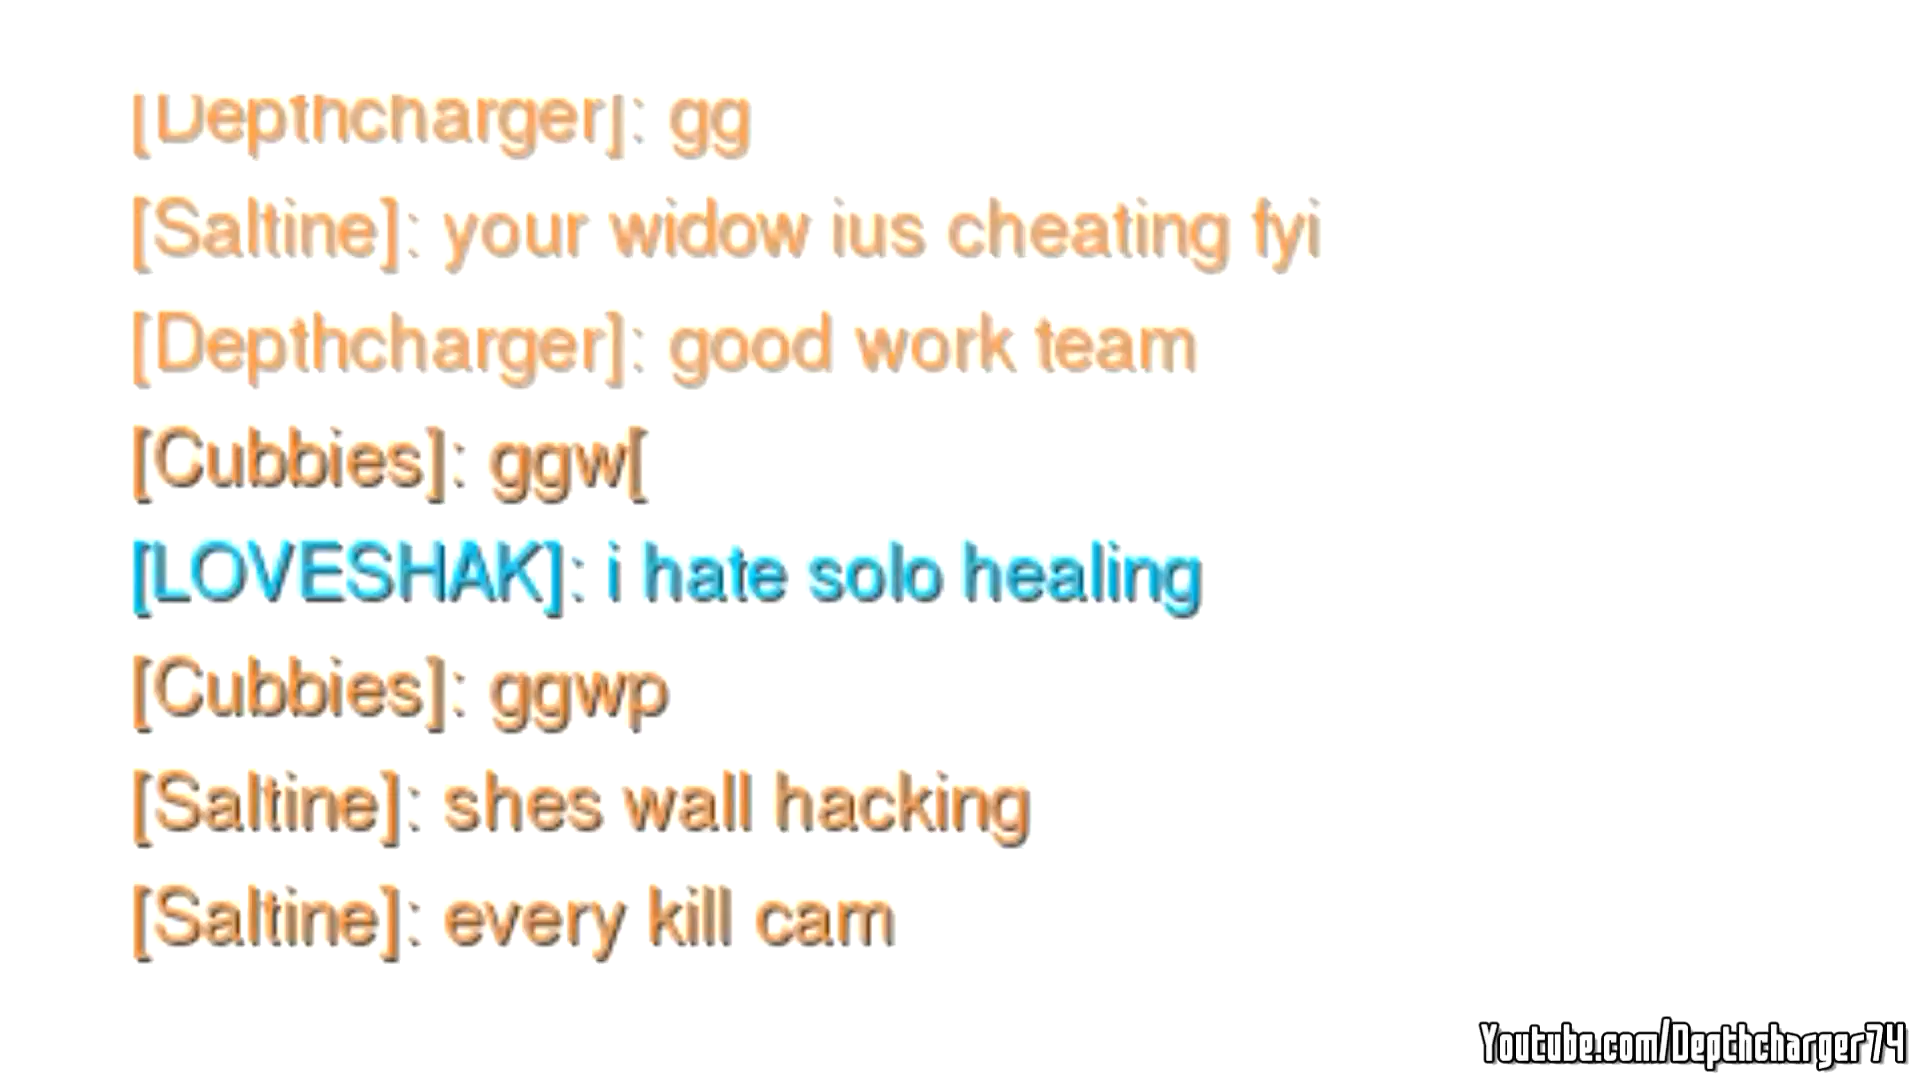 [Depthcharger]: gg
[Saltine]: your widow ius cheating fyi
[Depthcharger]: good work team
[Cubbies]: ggw[
[LOVESHAK]: i hate solo healing
[Cubbies]: ggwp
[Saltine]: shes wall hacking
[Saltine]: every kill cam
Youtube.com/Depthcharger74